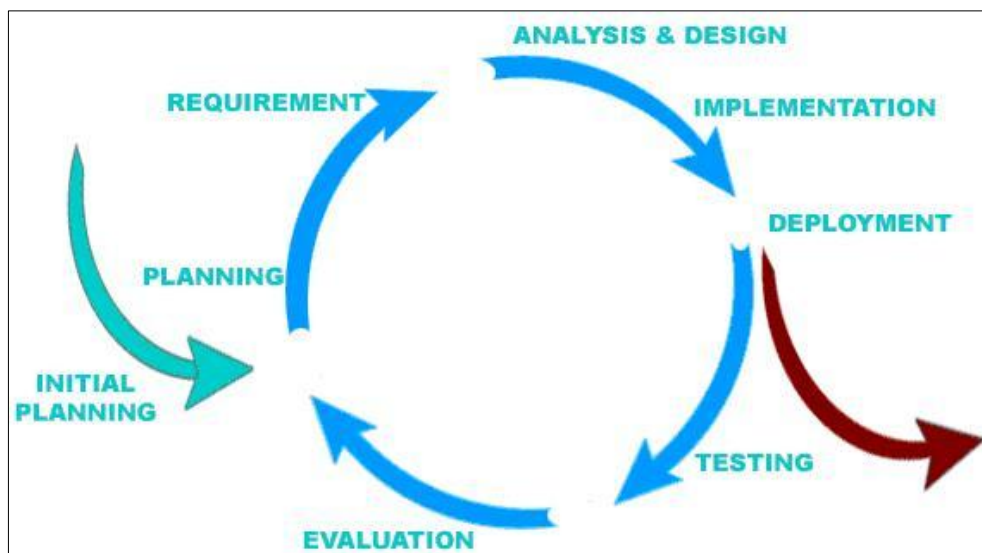 ANALYSIS & DESIGN
REQUIREMENT
IMPLEMENTATION
DEPLOYMENT
PLANNING
INITIAL
PLANNING
TESTING
EVALUATION